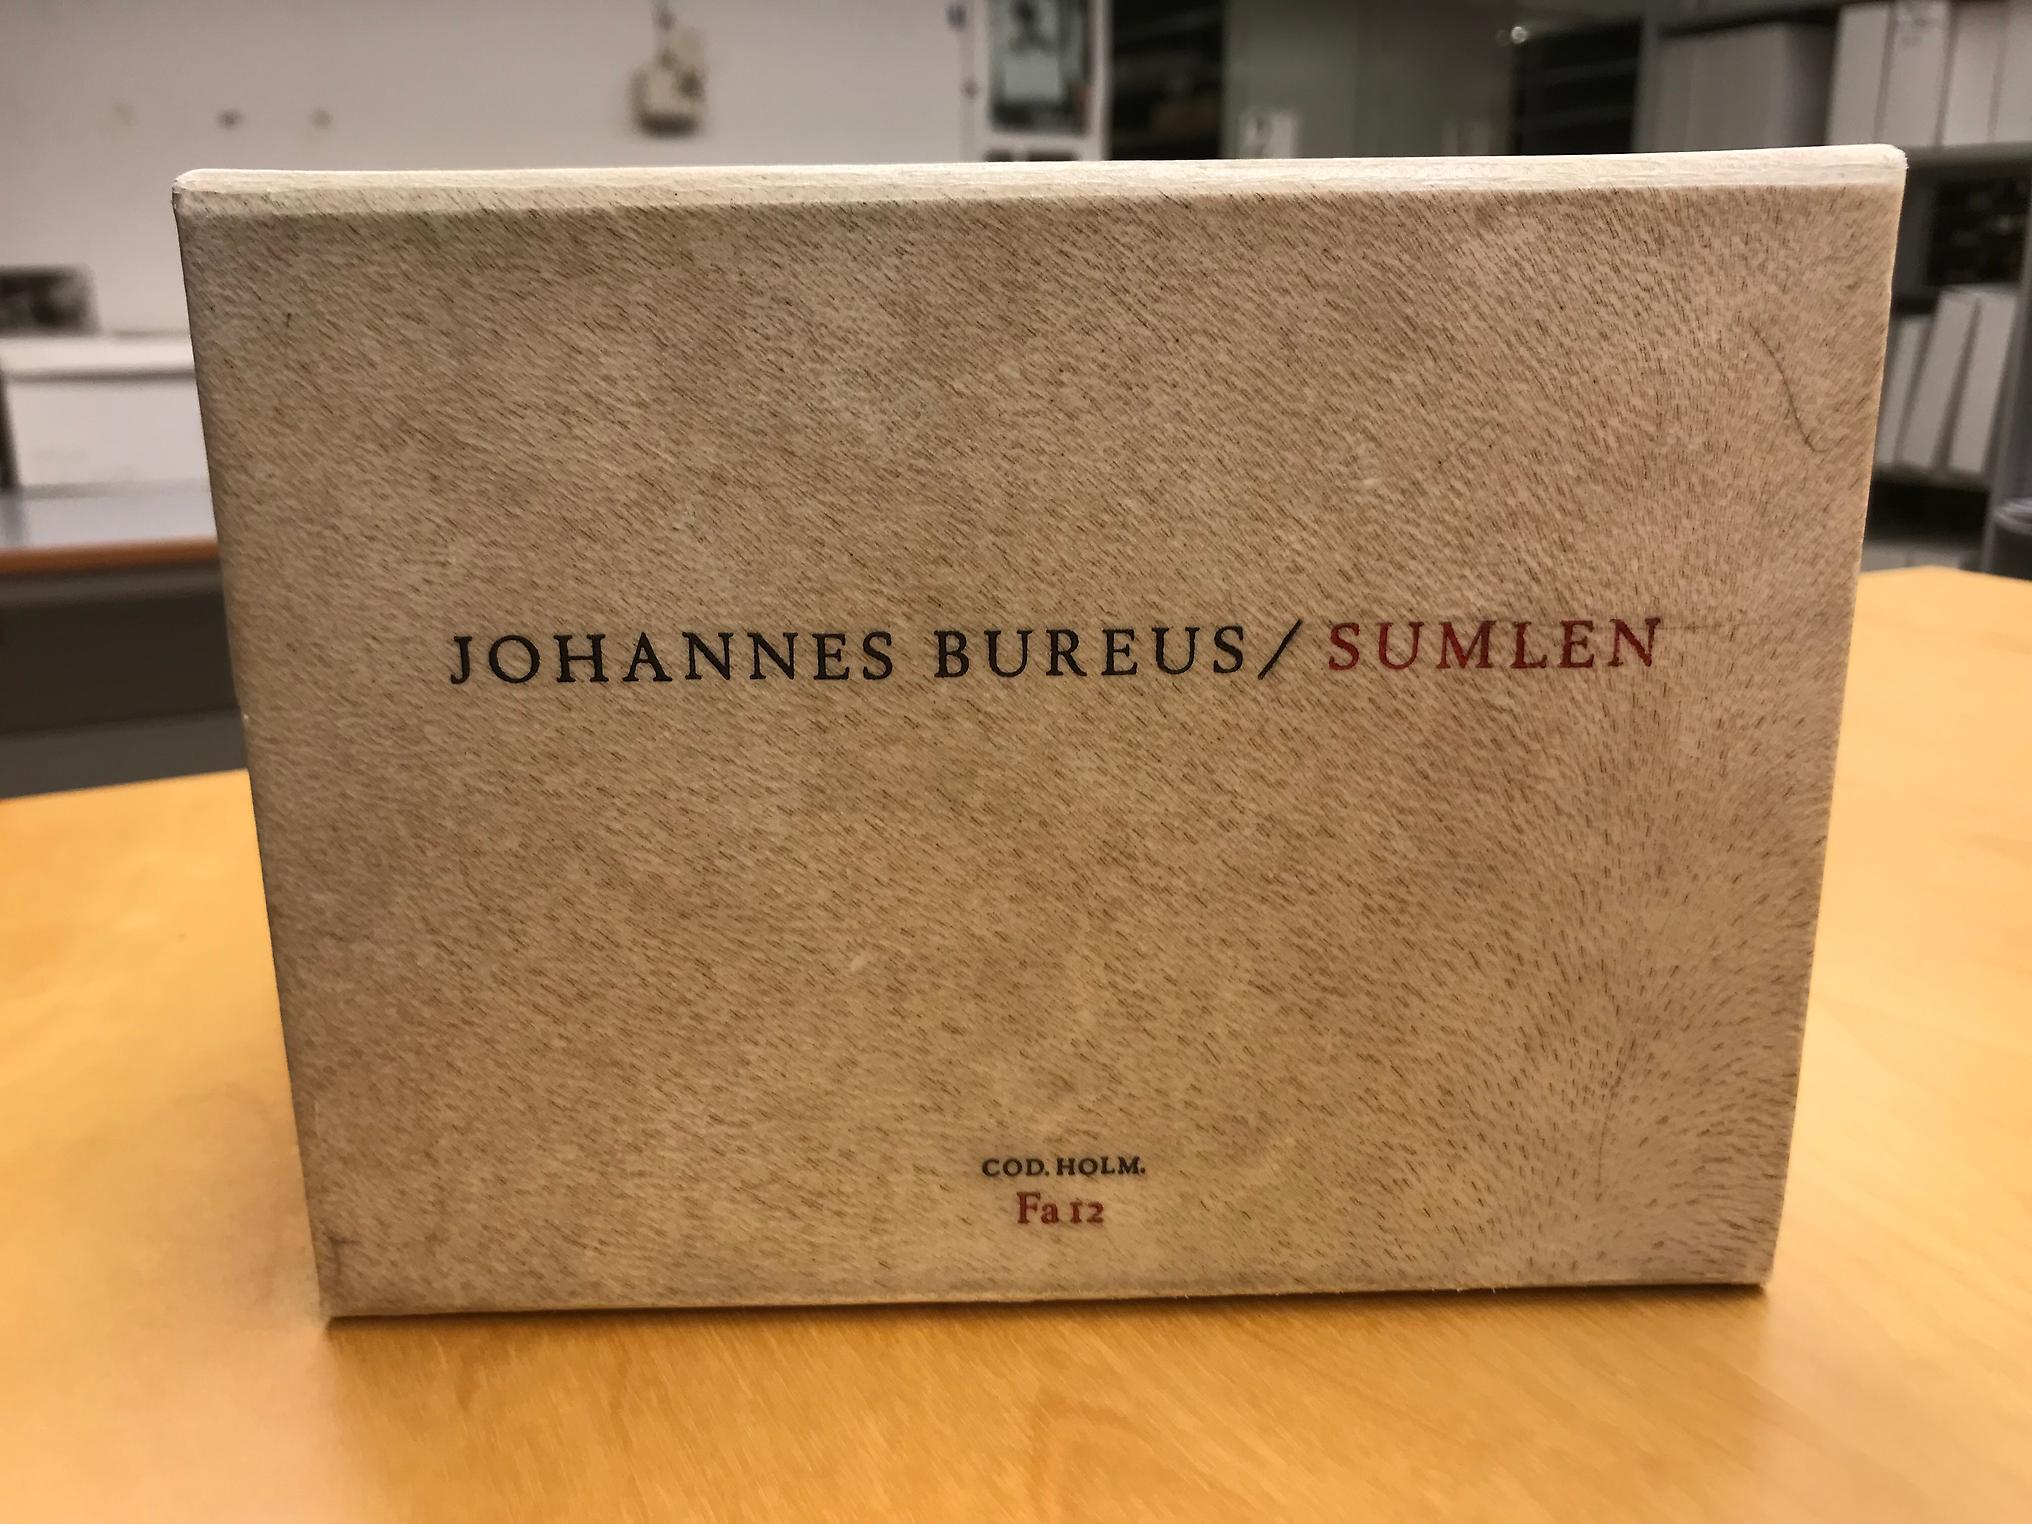 JOHANNES BUREUS/ SUMLEN
COD. HOLM.
Fa 12